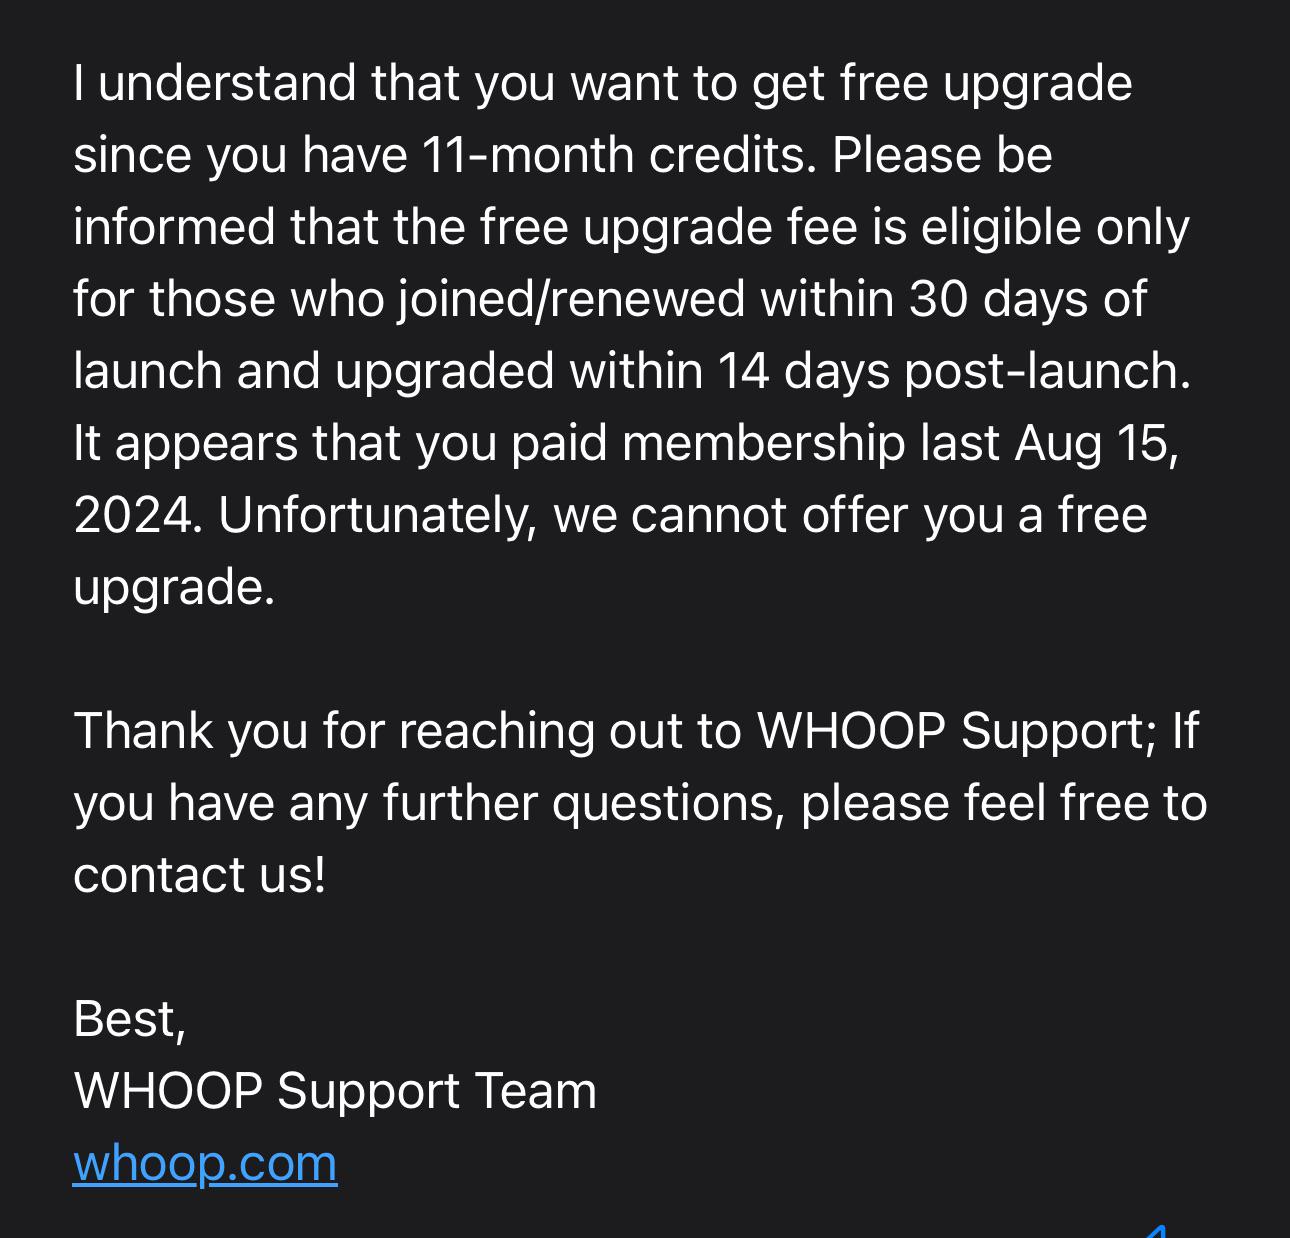 I understand that you want to get free upgrade
since you have 11-month credits. Please be
informed that the free upgrade fee is eligible only
for those who joined/renewed within 30 days of
launch and upgraded within 14 days post-launch.
It appears that you paid membership last Aug 15,
2024. Unfortunately, we cannot offer you a free
upgrade.
Thank you for reaching out to WHOOP Support; If
you have any further questions, please feel free to
contact us!
Best,
WHOOP Support Team
whoop.com